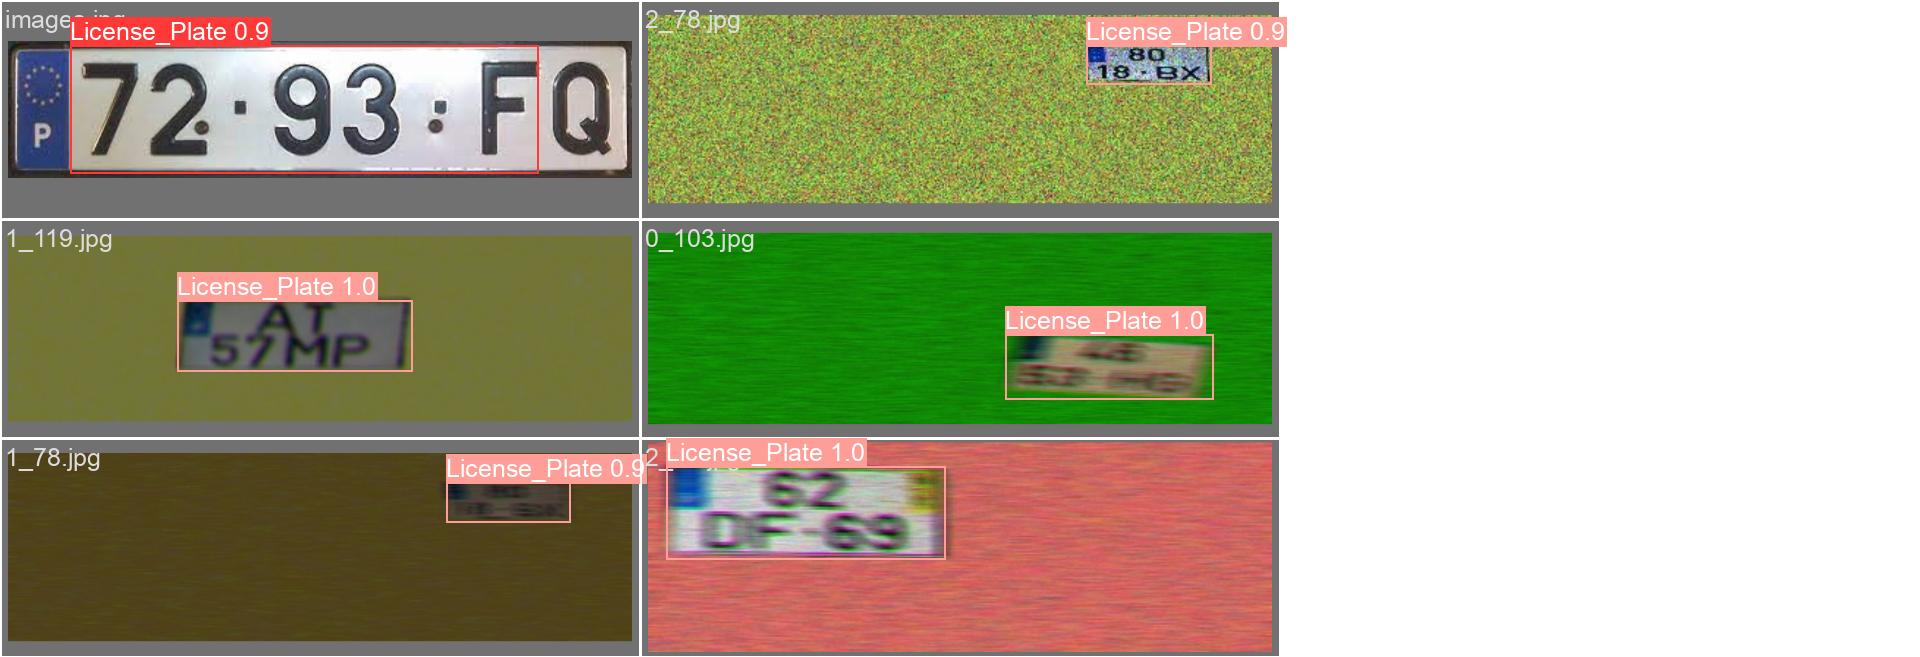 images.jpg
License_Plate 0.9
P
72·93·FQ
2_78.jpg
License_Plate 0.9
80
18·BX
1_119.jpg
License_Plate 1.0
AT
57MP
0_103.jpg
License_Plate 1.0
1_78.jpg
License_Plate 0.9
License_Plate 1.0
62
DF-69